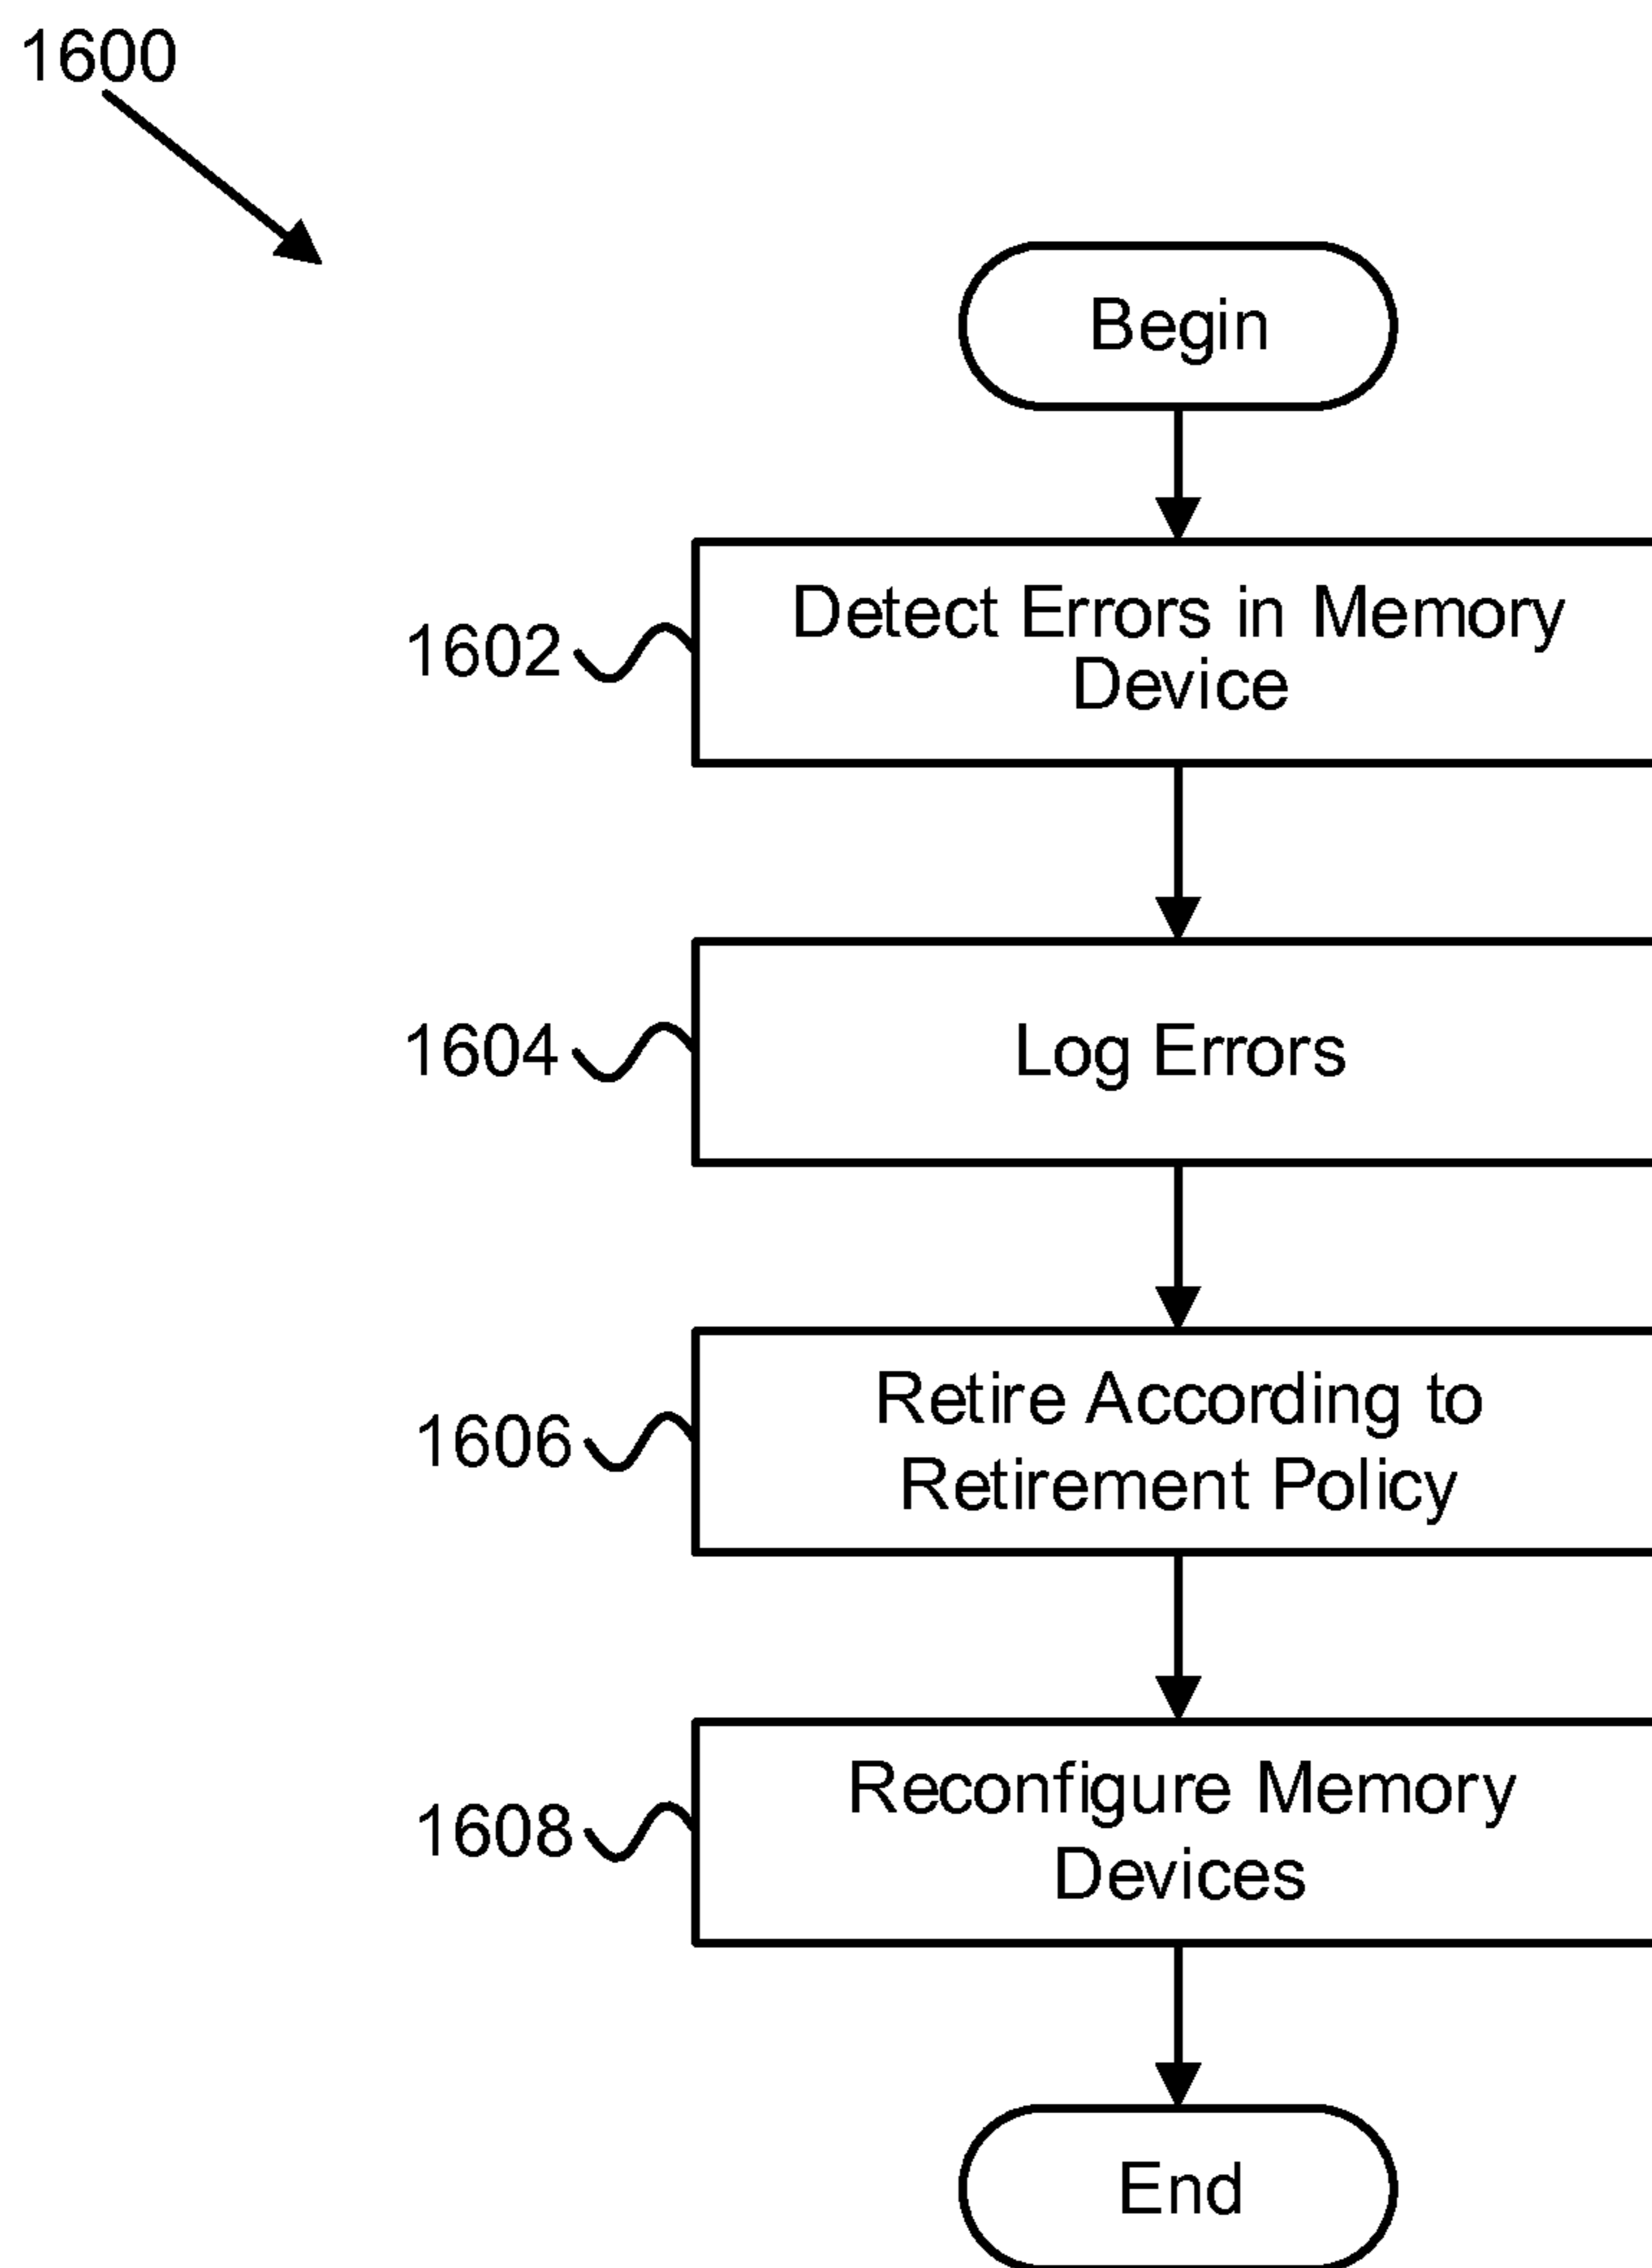 1600
Begin
1602
Detect Errors in Memory
Device
1604
Log Errors
1606
Retire According to
Retirement Policy
1608
Reconfigure Memory
Devices
End